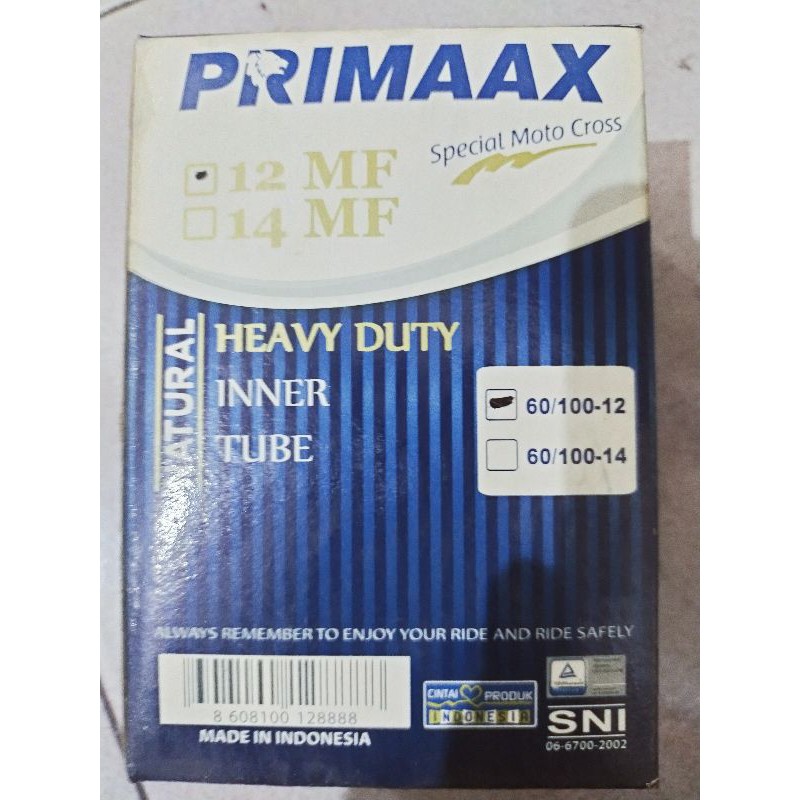 PRIMAAX
Special Moto Cross
12 MF
14 MF
ATURAL
HEAVY DUTY
INNER
TUBE
60/100-12
60/100-14
ALWAYS REMEMBER TO ENJOY YOUR RIDE AND RIDE SAFELY
8 608100 128888
MADE IN INDONESIA
CINTAI PRODUK
INDONESIA
SNI
06-6700-2002